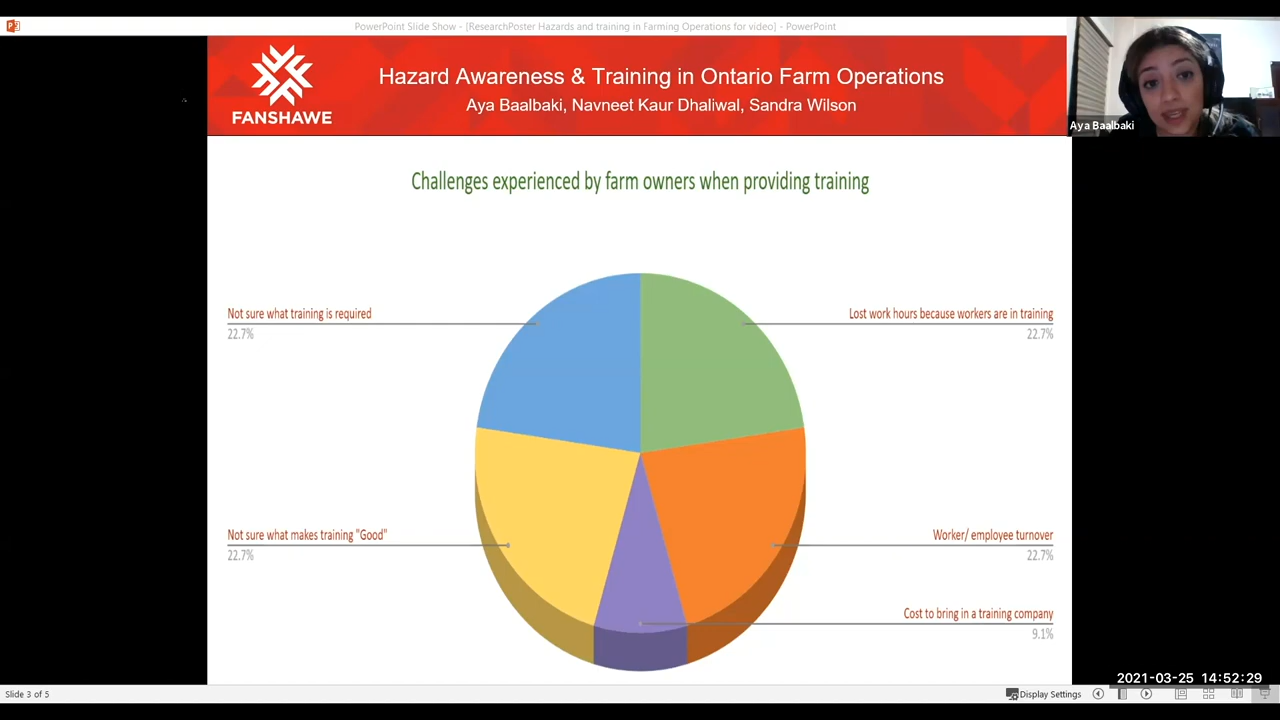 PowerPoint Slide Show - [ResearchPoster Hazards and training in Farming Operations for video] - PowerPoint
FANSHAWE
Hazard Awareness & Training in Ontario Farm Operations
Aya Baalbaki, Navneet Kaur Dhaliwal, Sandra Wilson
Aya Baalbaki
Challenges experienced by farm owners when providing training
Not sure what training is required
22.7%
Lost work hours because workers are in training
22.7%
Not sure what makes training "Good"
22.7%
Worker/ employee turnover
22.7%
Cost to bring in a training company
9.1%
2021-03-25 14:52:29
Slide 3 of 5
Display Settings